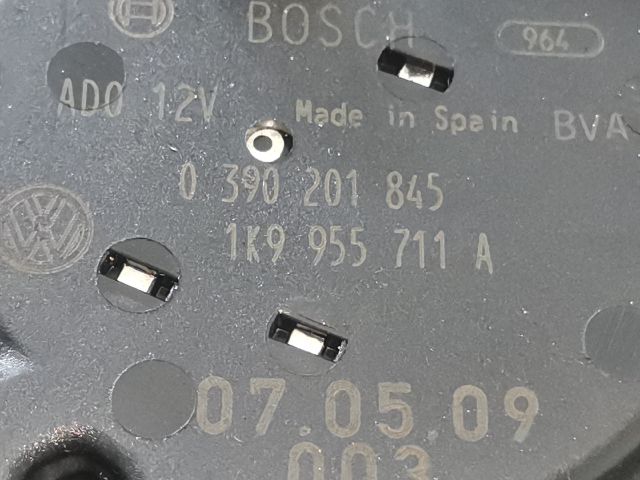 BOSCH 964
ADO 12V Made in Spain BVA
0 390 201 845
1K9 955 711 A
07.05.09
003